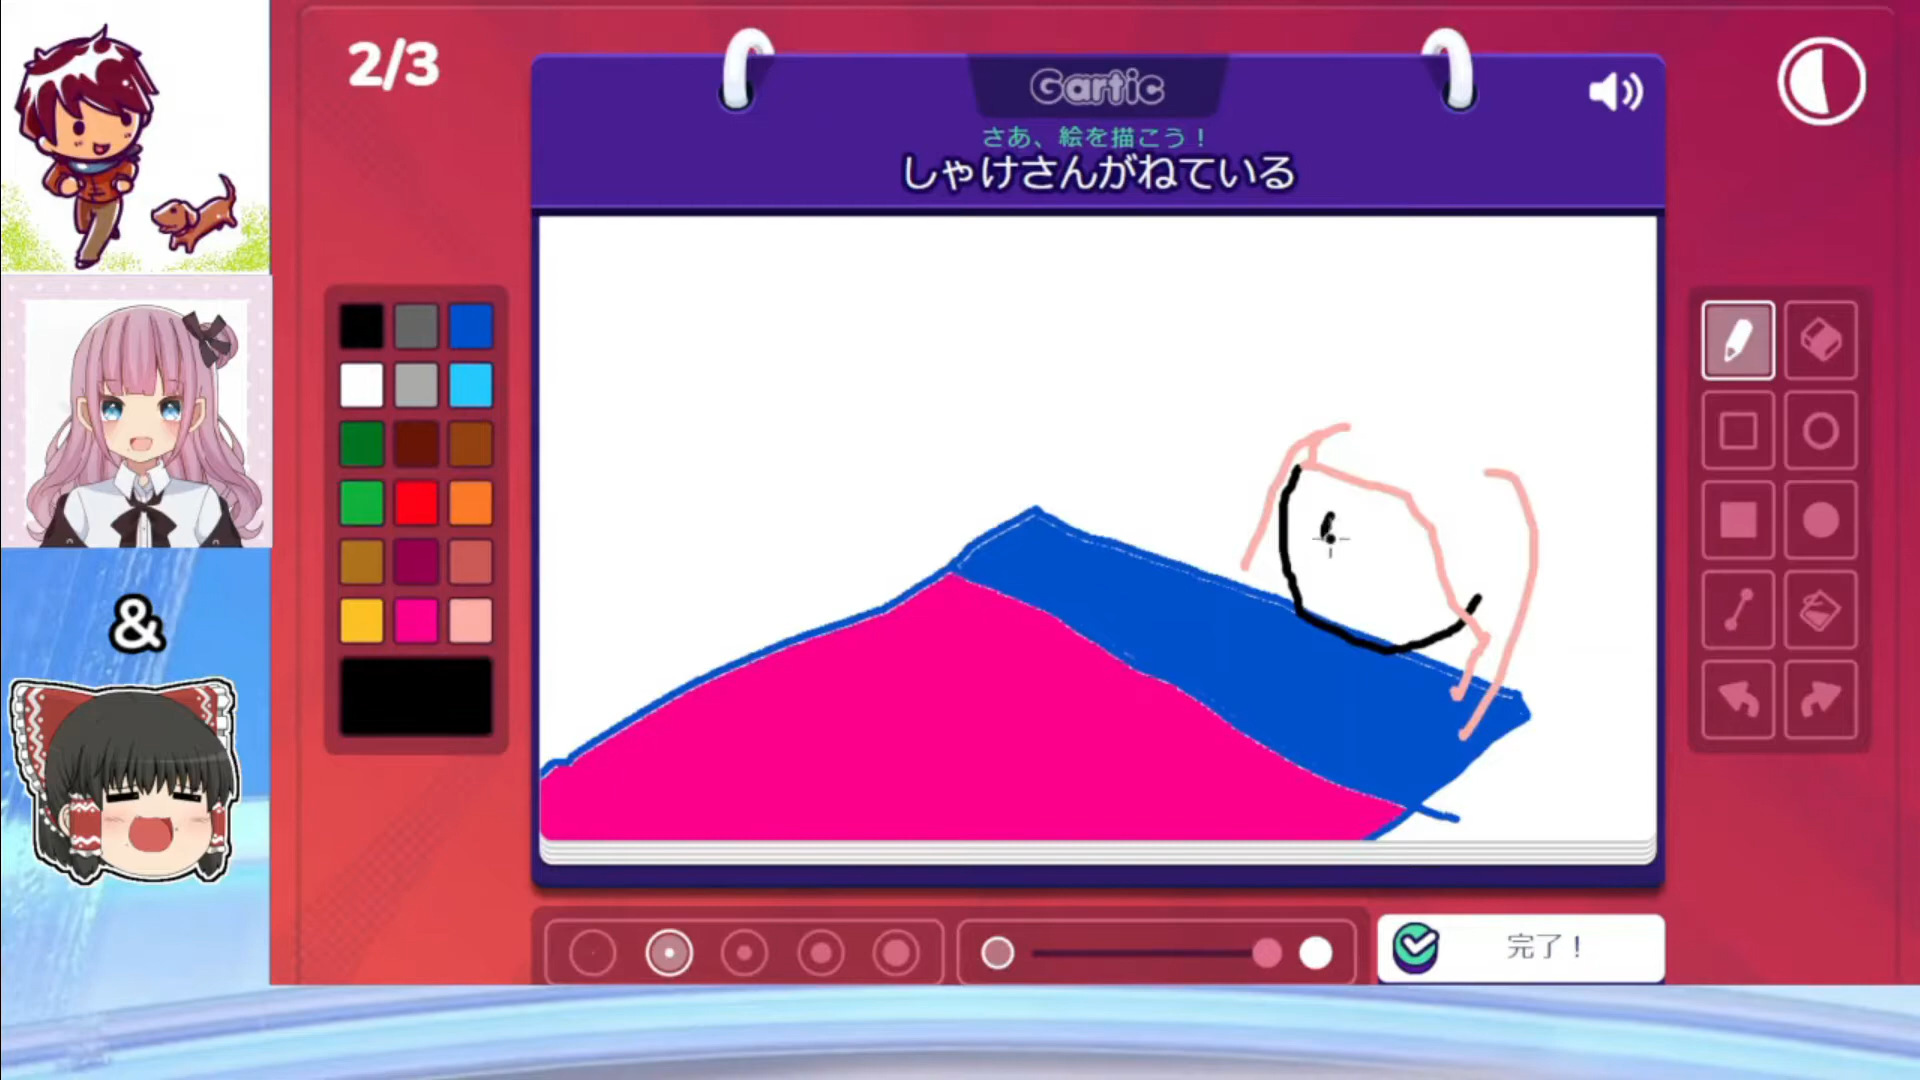 2/3
Gartic
さあ、絵を描こう！
しゃけさんがねている
&
完了！